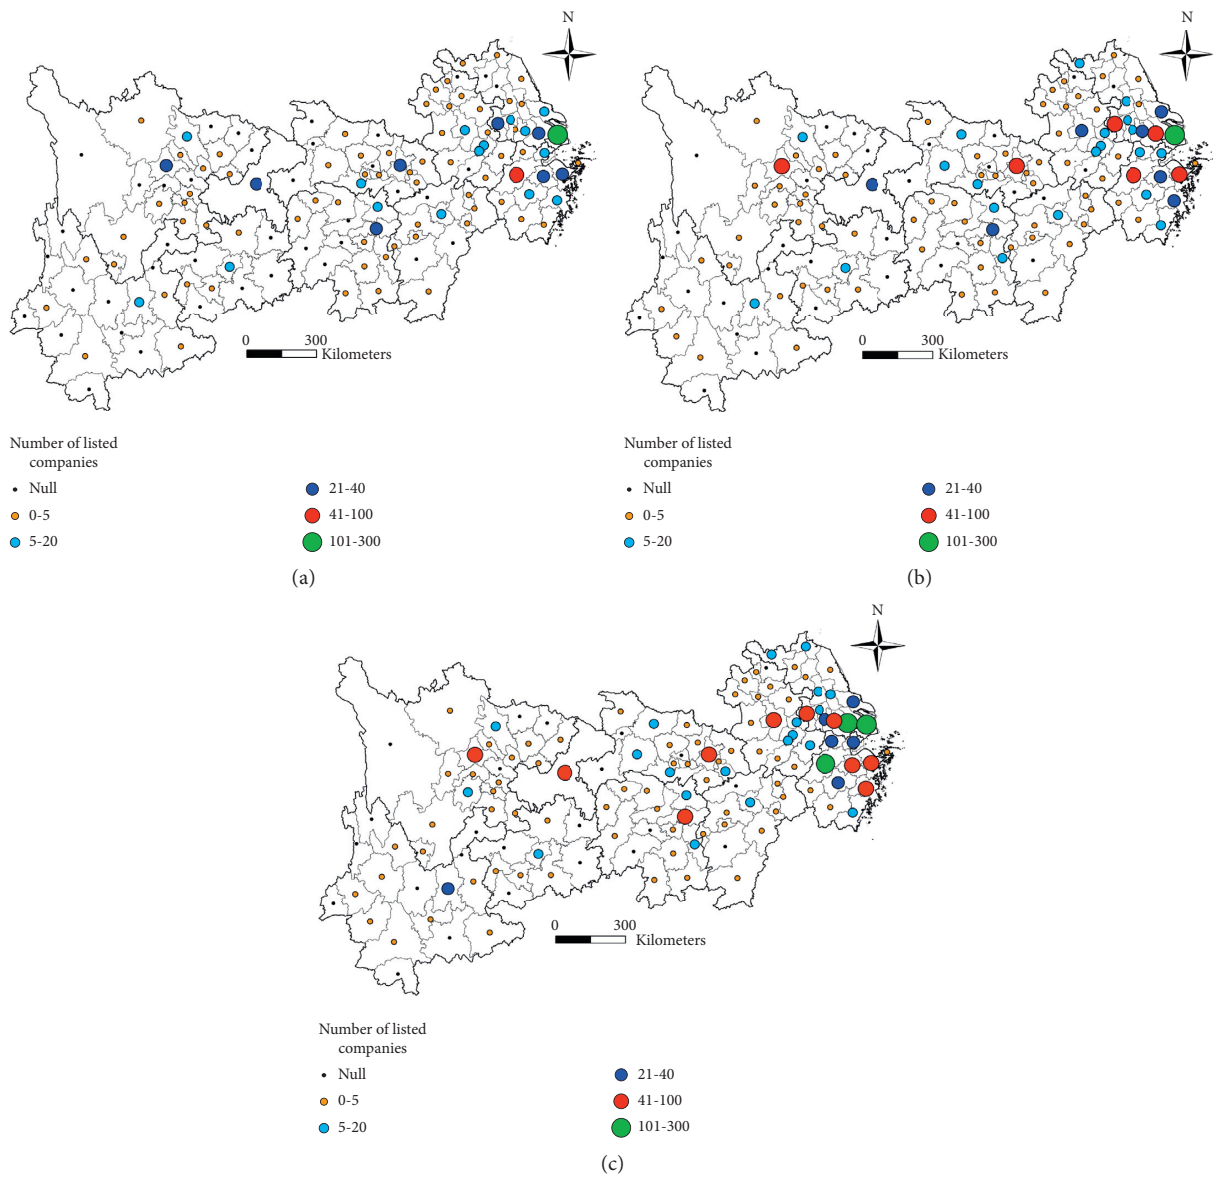 N
N
0 300
Kilometers
0 300
Kilometers
Number of listed
companies
Null
0-5
5-20
21-40
41-100
101-300
(a)
Number of listed
companies
Null
0-5
5-20
21-40
41-100
101-300
(b)
N
0 300
Kilometers
Number of listed
companies
Null
0-5
5-20
21-40
41-100
101-300
(c)